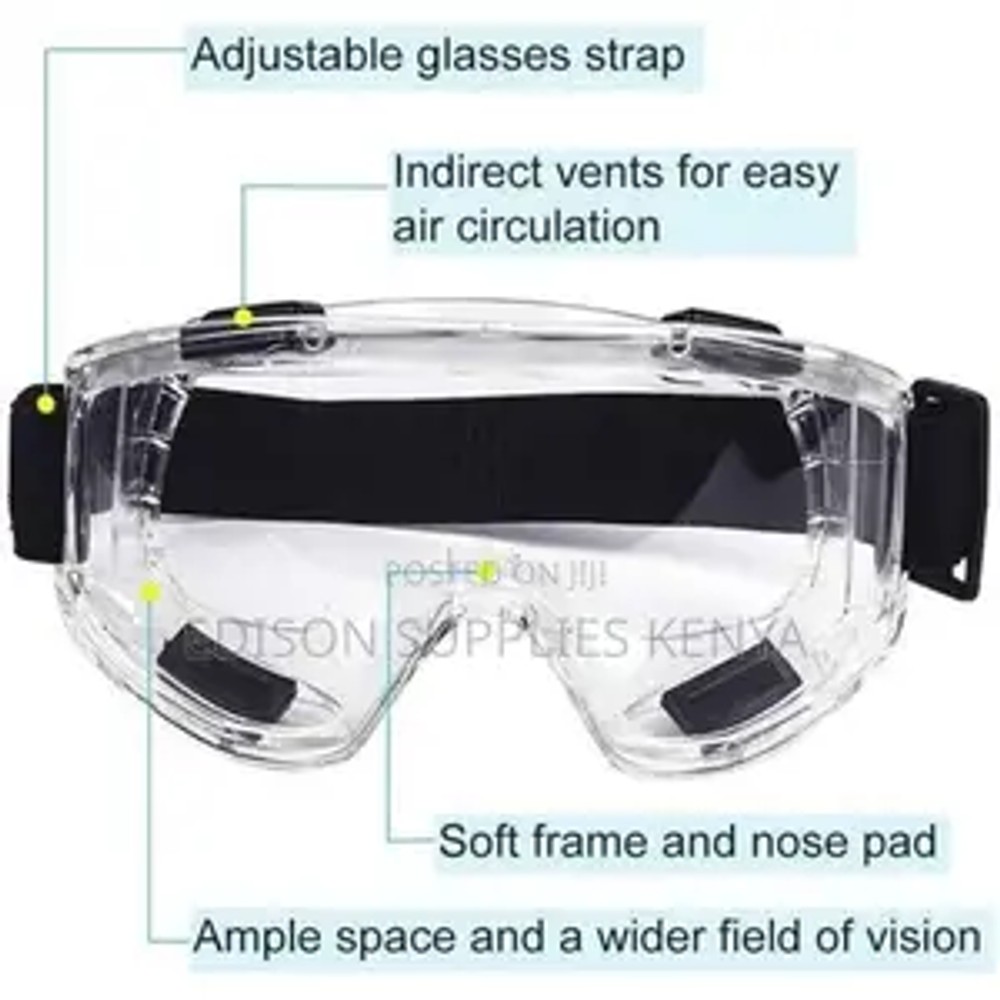 Adjustable glasses strap
Indirect vents for easy
air circulation
POSTED ON JIJI
EDISON SUPPLIES KENYA
Soft frame and nose pad
Ample space and a wider field of vision